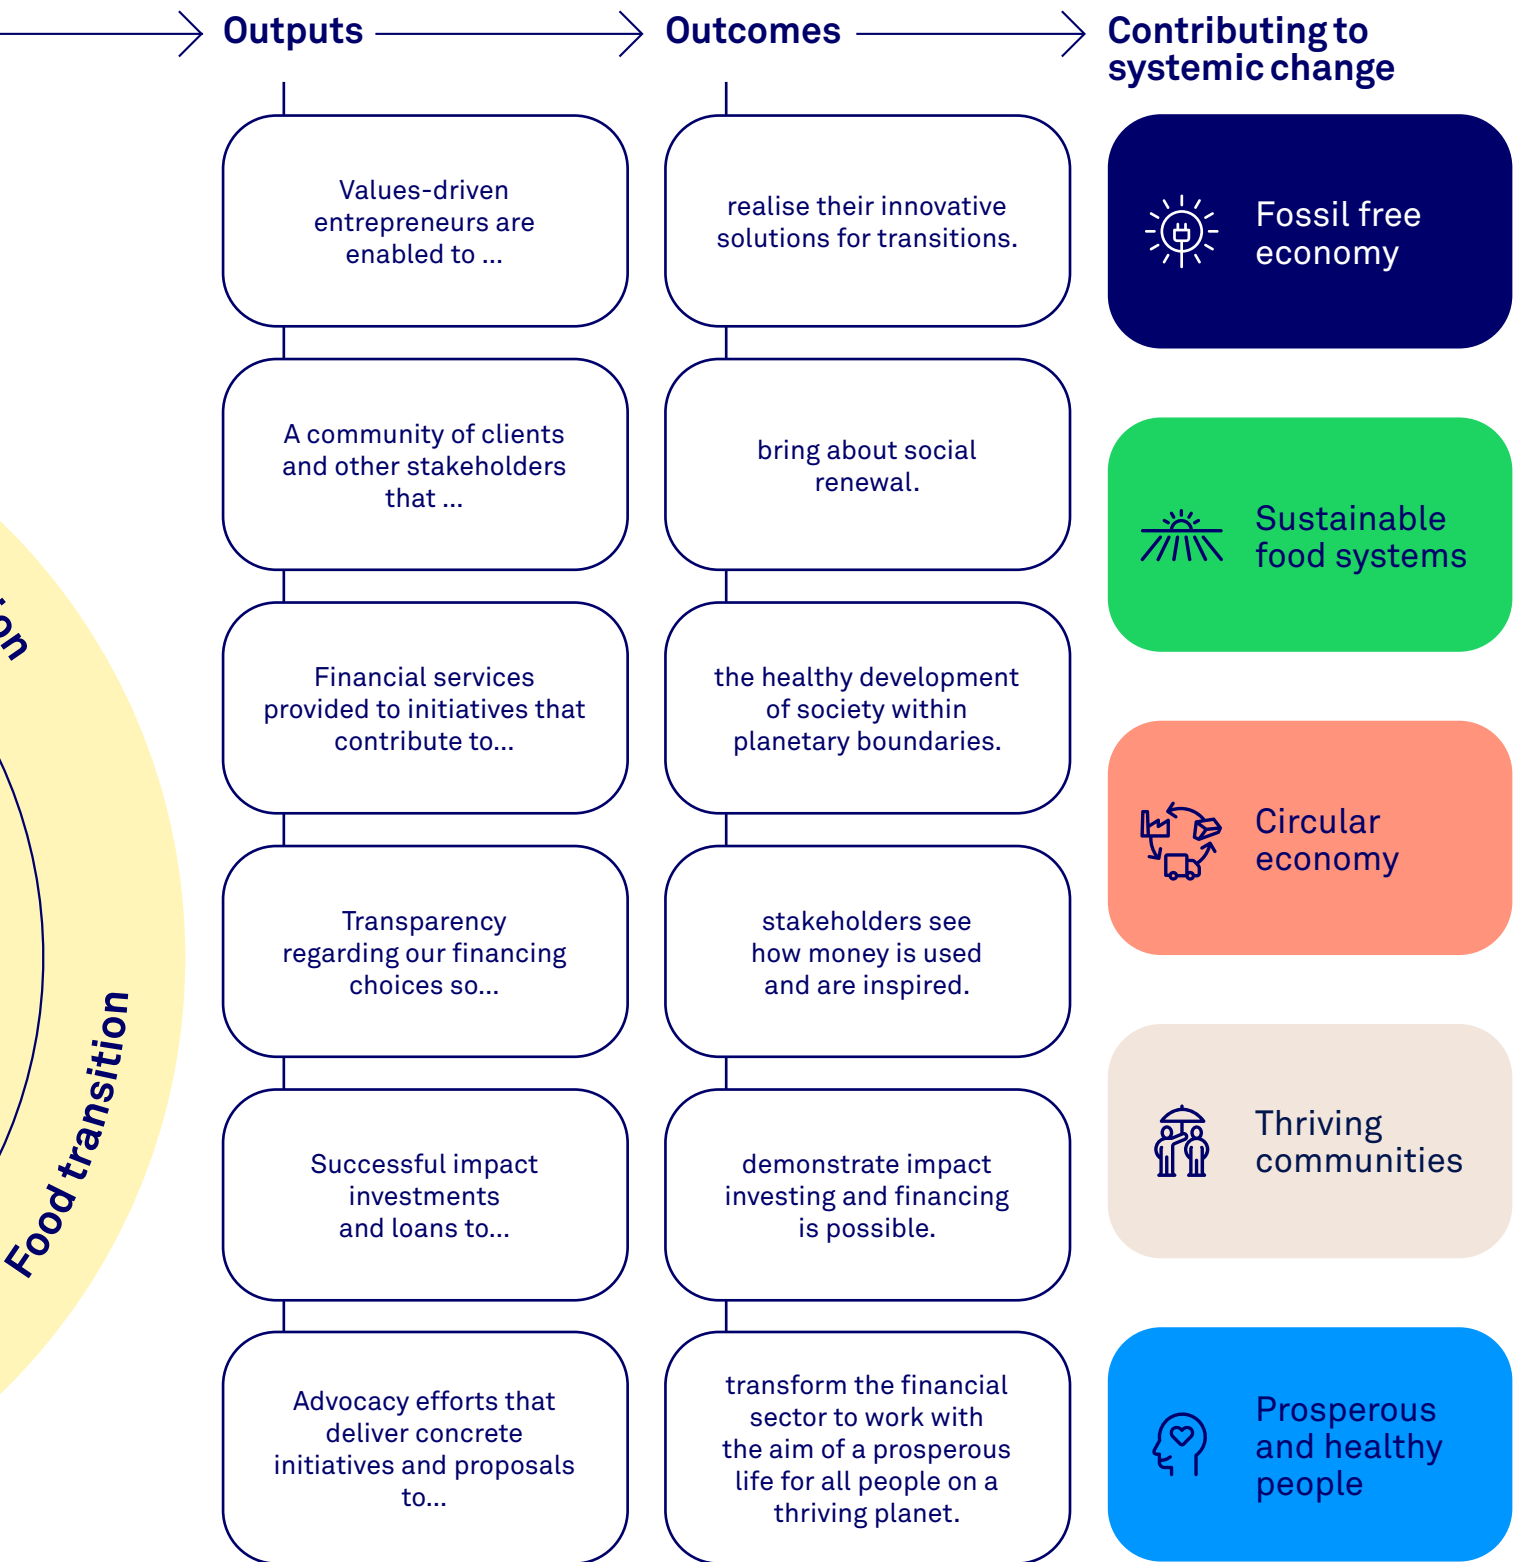 Outputs
Outcomes
Contributing to
systemic change
Values-driven
entrepreneurs are
enabled to ...
realise their innovative
solutions for transitions.
Fossil free
economy
A community of clients
and other stakeholders
that ...
bring about social
renewal.
Sustainable
food systems
Financial services
provided to initiatives that
contribute to...
the healthy development
of society within
planetary boundaries.
Circular
economy
Transparency
regarding our financing
choices so...
stakeholders see
how money is used
and are inspired.
Thriving
communities
Successful impact
investments
and loans to...
demonstrate impact
investing and financing
is possible.
Prosperous
and healthy
people
Advocacy efforts that
deliver concrete
initiatives and proposals
to...
transform the financial
sector to work with
the aim of a prosperous
life for all people on a
thriving planet.
Food transition